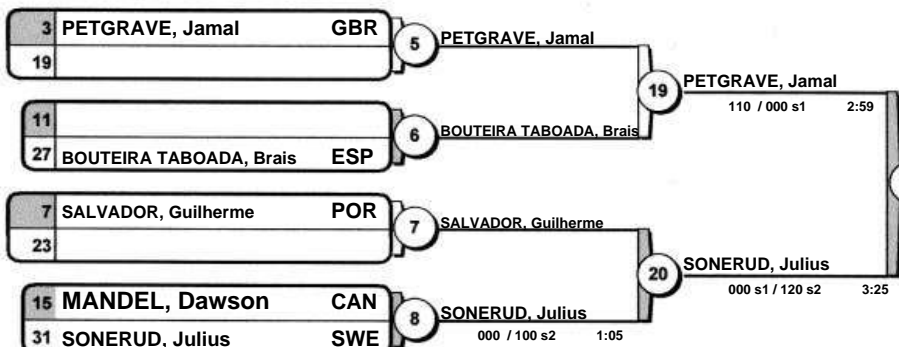 3 PETGRAVE, Jamal GBR
19
5
PETGRAVE, Jamal
11
27 BOUTEIRA TABOADA, Brais ESP
6
BOUTEIRA TABOADA, Brais
19
PETGRAVE, Jamal
110 / 000 s1 2:59
7 SALVADOR, Guilherme POR
23
7
SALVADOR, Guilherme
15 MANDEL, Dawson CAN
31 SONERUD, Julius SWE
8
SONERUD, Julius
000 / 100 s2 1:05
20
SONERUD, Julius
000 s1 / 120 s2 3:25